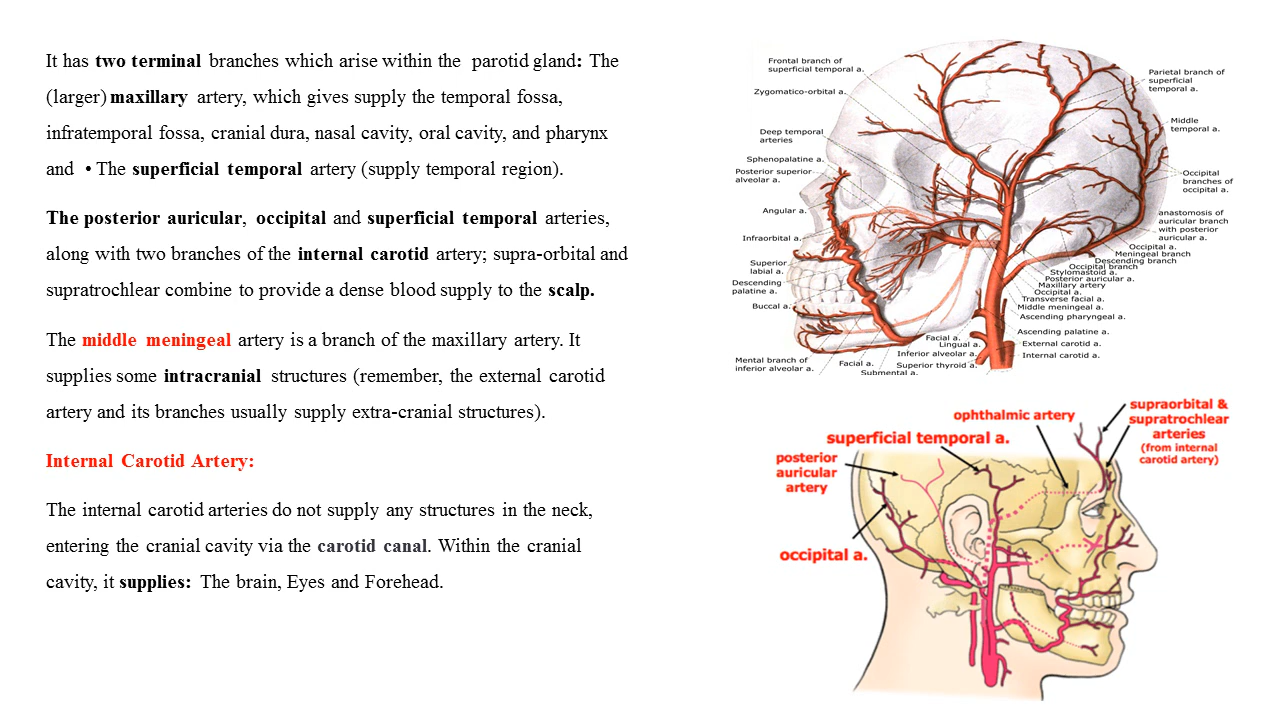 It has two terminal branches which arise within the parotid gland: The
(larger) maxillary artery, which gives supply the temporal fossa,
infratemporal fossa, cranial dura, nasal cavity, oral cavity, and pharynx
and • The superficial temporal artery (supply temporal region).
The posterior auricular, occipital and superficial temporal arteries,
along with two branches of the internal carotid artery; supra-orbital and
supratrochlear combine to provide a dense blood supply to the scalp.
The middle meningeal artery is a branch of the maxillary artery. It
supplies some intracranial structures (remember, the external carotid
artery and its branches usually supply extra-cranial structures).
Internal Carotid Artery:
The internal carotid arteries do not supply any structures in the neck,
entering the cranial cavity via the carotid canal. Within the cranial
cavity, it supplies: The brain, Eyes and Forehead.
Frontal branch of
superficial temporal a.
Zygomatico-orbital a.
Deep temporal
arteries
Sphenopalatine a.
Posterior superior
alveolar a.
Angular a.
Infraorbital a.
Superior
labial a.
Descending
palatine a.
Buccal a.
Mental branch of
inferior alveolar a.
Facial a.
Submental a.
Facial a.
Lingual a.
Inferior alveolar a.
Superior thyroid a.
Parietal branch of
superficial
temporal a.
Middle
temporal a.
Occipital
branches of
occipital a.
anastomosis of
auricular branch
with posterior
auricular a.
Occipital a.
Meningeal branch
Descending branch
Occipital branch
Stylomastoid a.
Posterior auricular a.
Maxillary artery
Occipital a.
Transverse facial a.
Middle meningeal a.
Ascending pharyngeal a.
Ascending palatine a.
External carotid a.
Internal carotid a.
supraorbital &
supratrochlear
arteries
(from internal
carotid artery)
ophthalmic artery
superficial temporal a.
posterior
auricular
artery
occipital a.